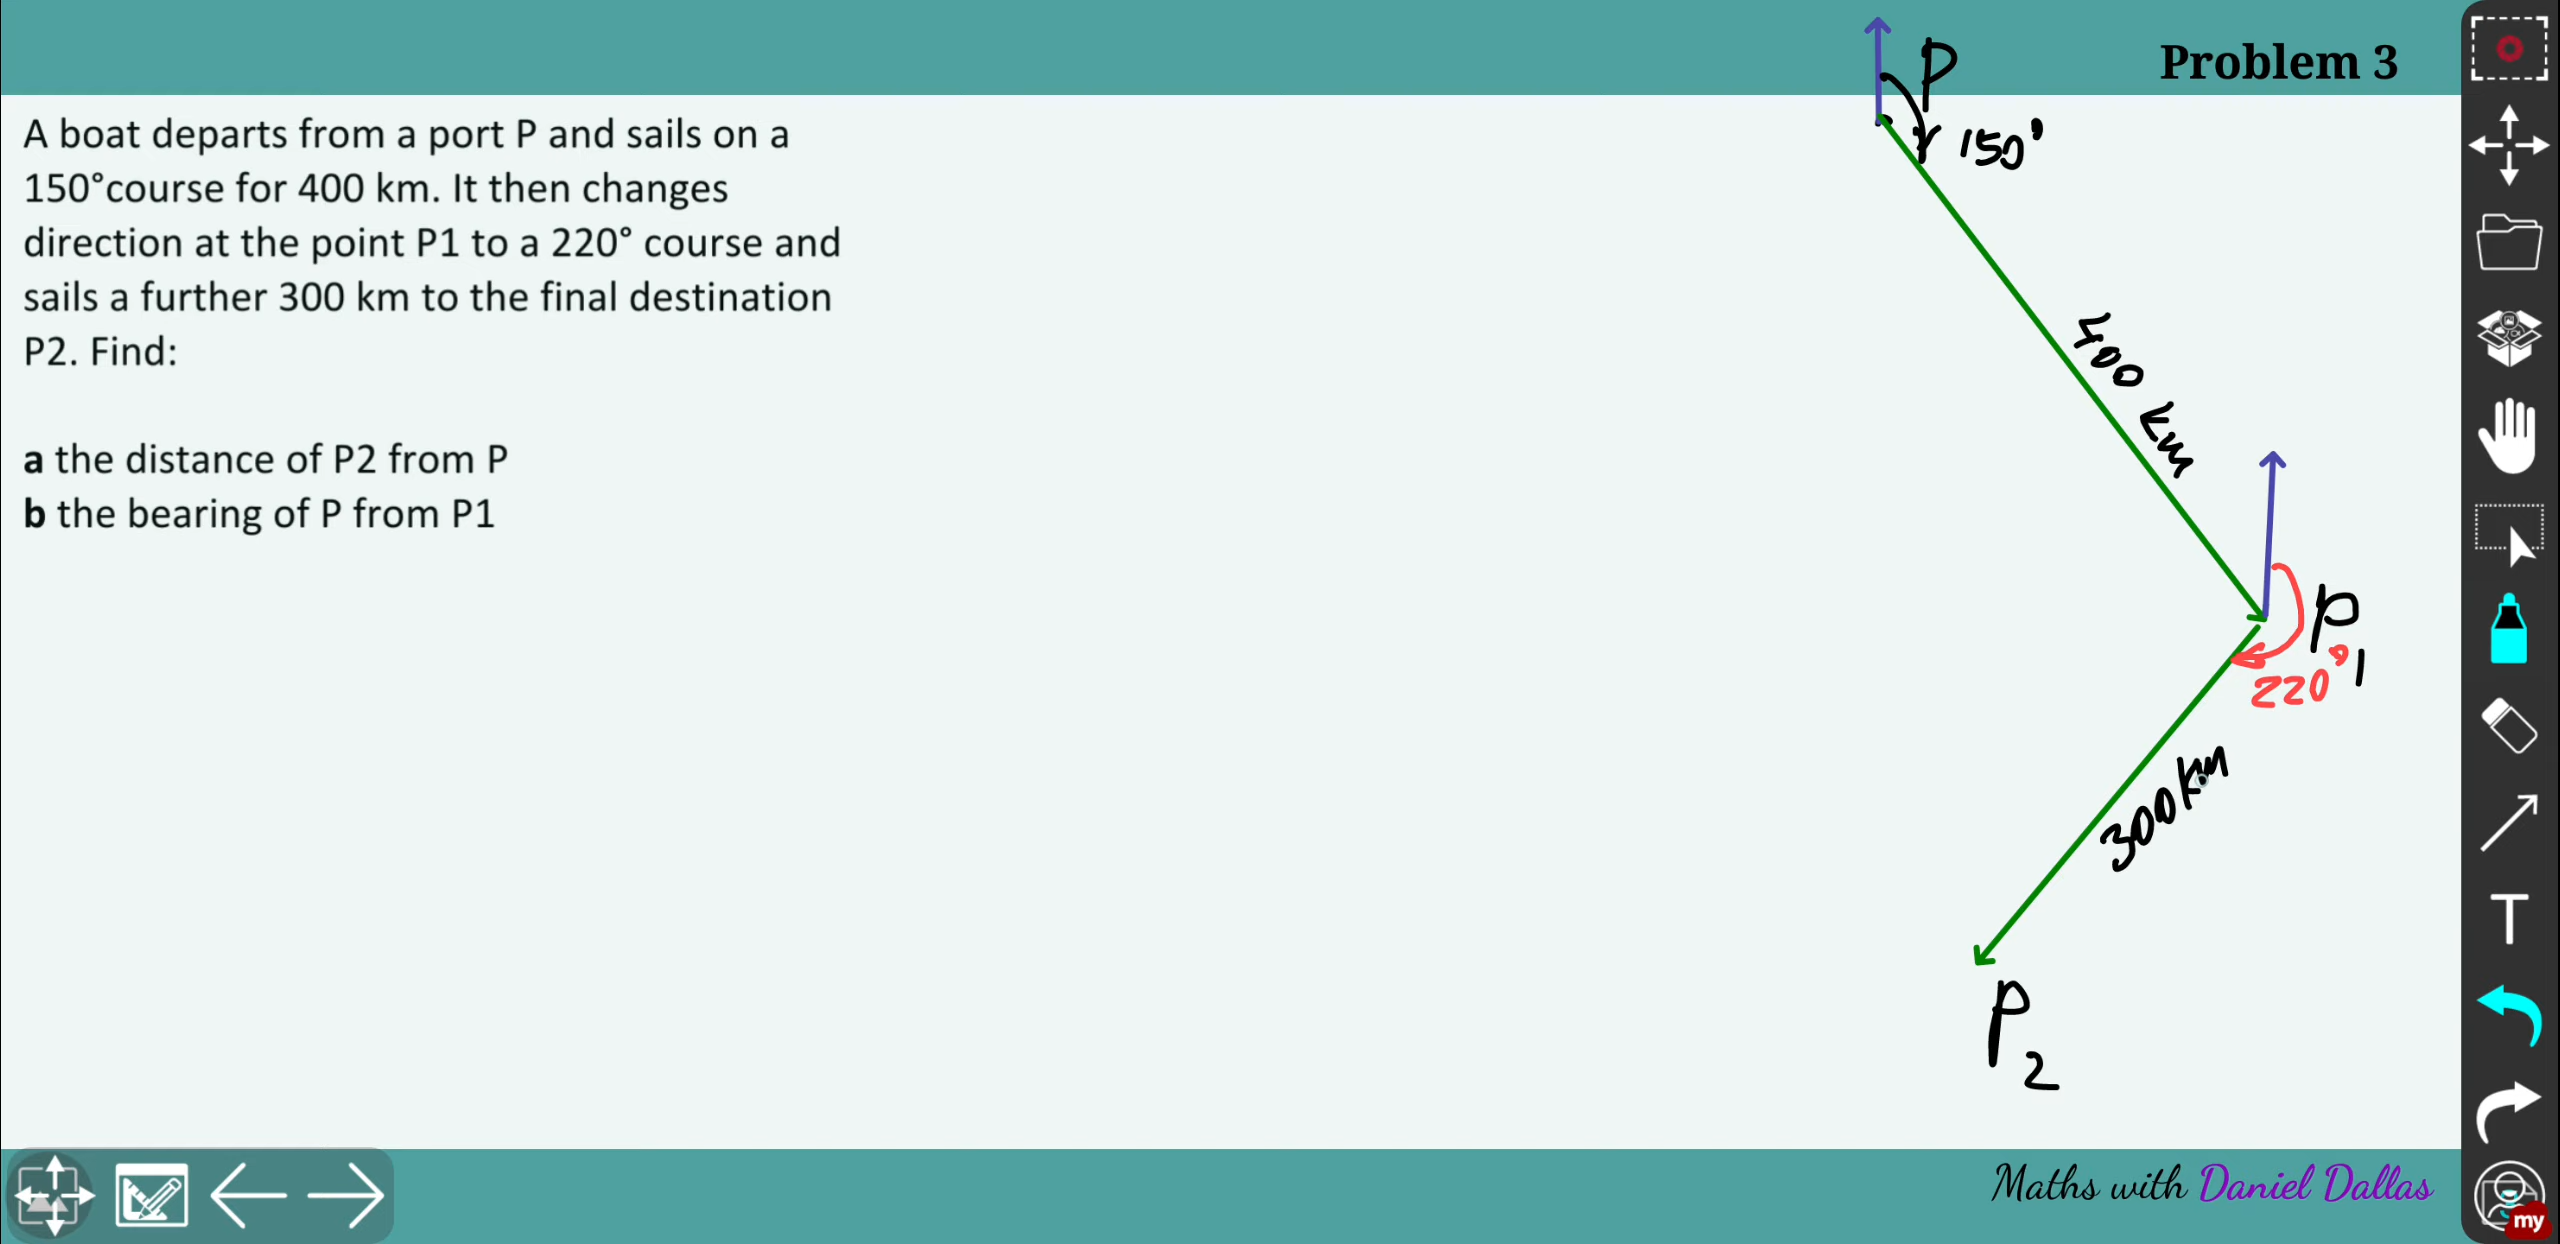 Problem 3
A boat departs from a port P and sails on a
150°course for 400 km. It then changes
direction at the point P1 to a 220° course and
sails a further 300 km to the final destination
P2. Find:
a the distance of P2 from P
b the bearing of P from P1
P
150°
400 km
P1
220°
300km
P2
T
Maths with Daniel Dallas
my